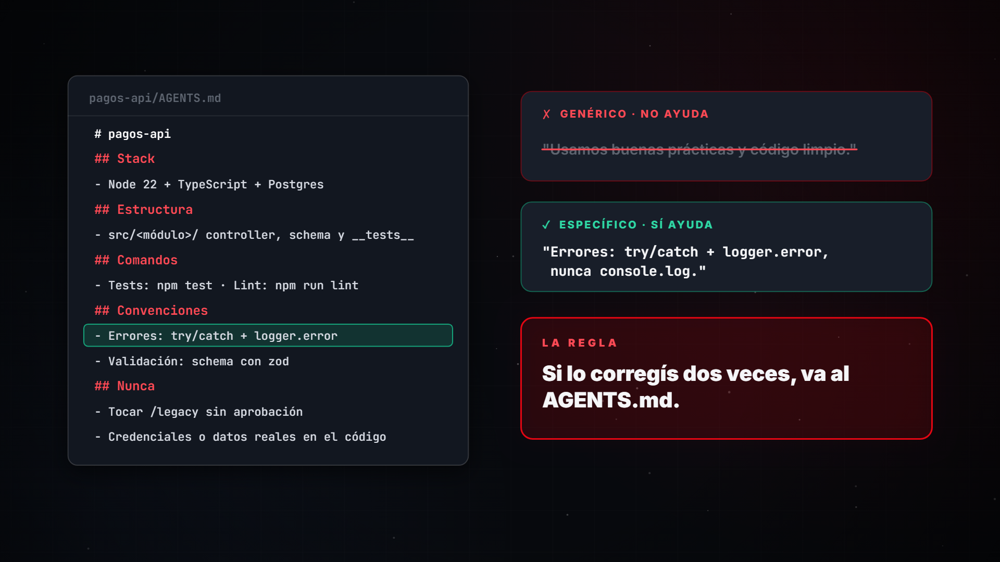 pagos-api/AGENTS.md
# pagos-api
## Stack
- Node 22 + TypeScript + Postgres
## Estructura
- src/<módulo>/ controller, schema y __tests__
## Comandos
- Tests: npm test · Lint: npm run lint
## Convenciones
- Errores: try/catch + logger.error
- Validación: schema con zod
## Nunca
- Tocar /legacy sin aprobación
- Credenciales o datos reales en el código
✗ GENÉRICO · NO AYUDA
"Usamos buenas prácticas y código limpio."
✓ ESPECÍFICO · SÍ AYUDA
"Errores: try/catch + logger.error,
nunca console.log."
LA REGLA
Si lo corregís dos veces, va al
AGENTS.md.